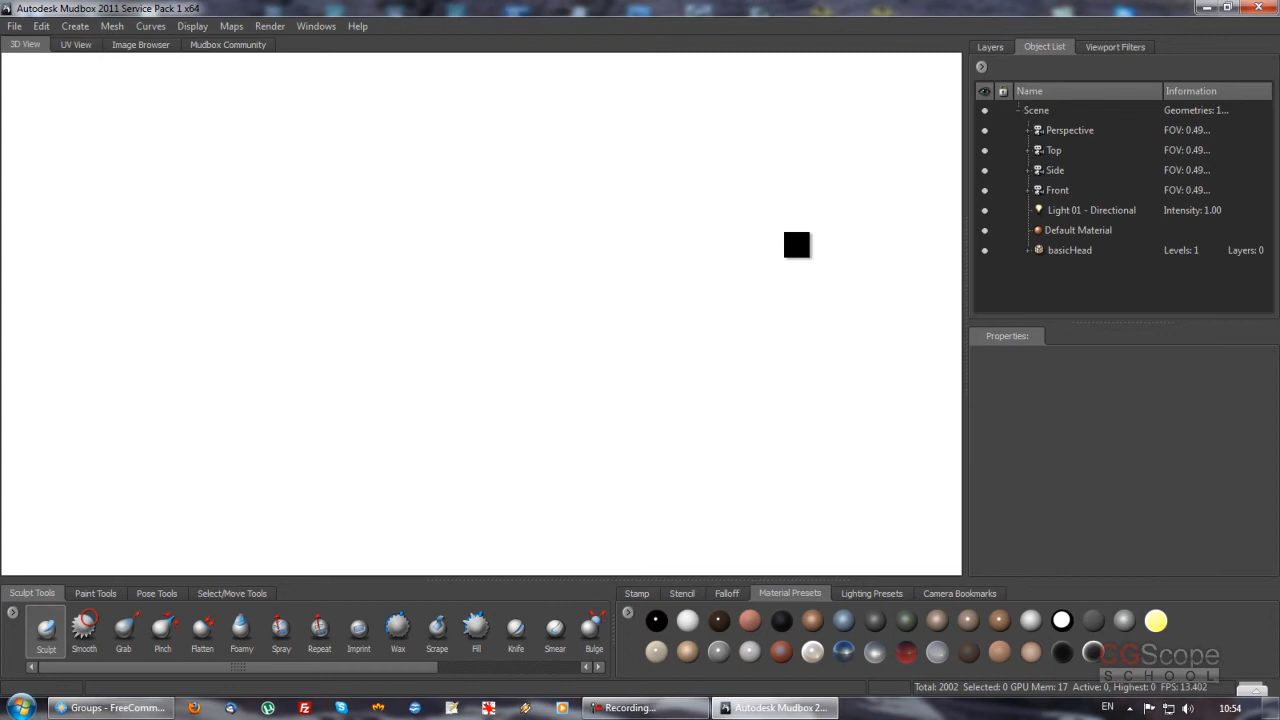 Autodesk Mudbox 2011 Service Pack 1 x64
File Edit Create Mesh Curves Display Maps Render Windows Help
3D View UV View Image Browser Mudbox Community
Layers Object List Viewport Filters
Name Information
Scene Geometries: 1...
Perspective FOV: 0.49...
Top FOV: 0.49...
Side FOV: 0.49...
Front FOV: 0.49...
Light 01 - Directional Intensity: 1.00
Default Material
basicHead Levels: 1 Layers: 0
Properties:
Sculpt Tools Paint Tools Pose Tools Select/Move Tools
Stamp Stencil Falloff Material Presets Lighting Presets Camera Bookmarks
Sculpt Smooth Grab Pinch Flatten Foamy Spray Repeat Imprint Wax Scrape Fill Knife Smear Bulge
CGScope
SCHOOL
Total: 2002 Selected: 0 GPU Mem: 17 Active: 0, Highest: 0 FPS: 13.402
Groups - FreeComm... Recording... Autodesk Mudbox 2... EN 10:54